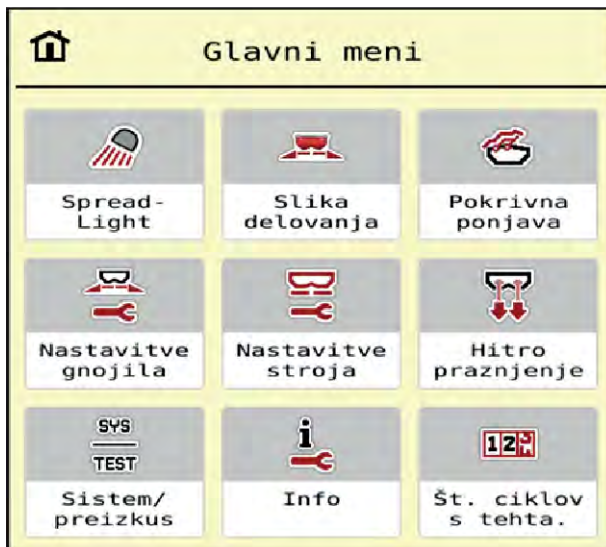 Glavni meni
Spread-
Light
Slika
delovanja
Pokrivna
ponjava
Nastavitve
gnojila
Nastavitve
stroja
Hitro
praznjenje
SYS
TEST
i
123
Sistem/
preizkus
Info
Št. ciklov
s tehta.